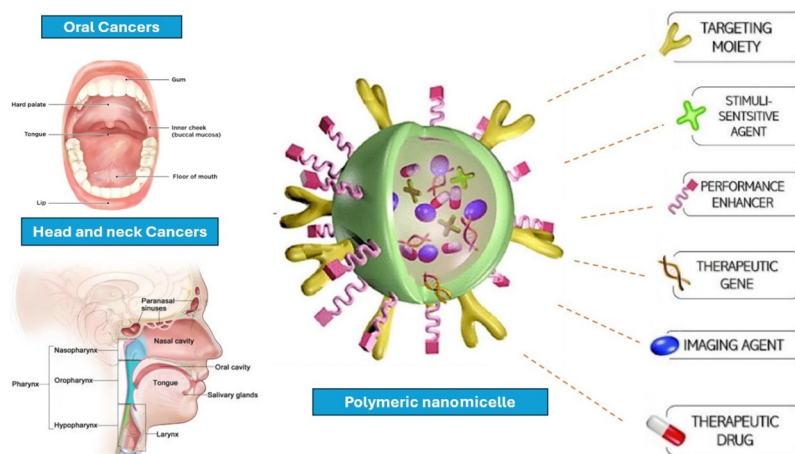 Oral Cancers
Gum
Hard palate
Tongue
Inner cheek
(buccal mucosa)
Floor of mouth
Lip
Head and neck Cancers
Paranasal
sinuses
Nasal cavity
Nasopharynx
Oral cavity
Pharynx
Oropharynx
Tongue
Salivary glands
Hypopharynx
Larynx
Polymeric nanomicelle
TARGETING
MOIETY
STIMULI-
SENTSITIVE
AGENT
PERFORMANCE
ENHANCER
THERAPEUTIC
GENE
IMAGING AGENT
THERAPEUTIC
DRUG